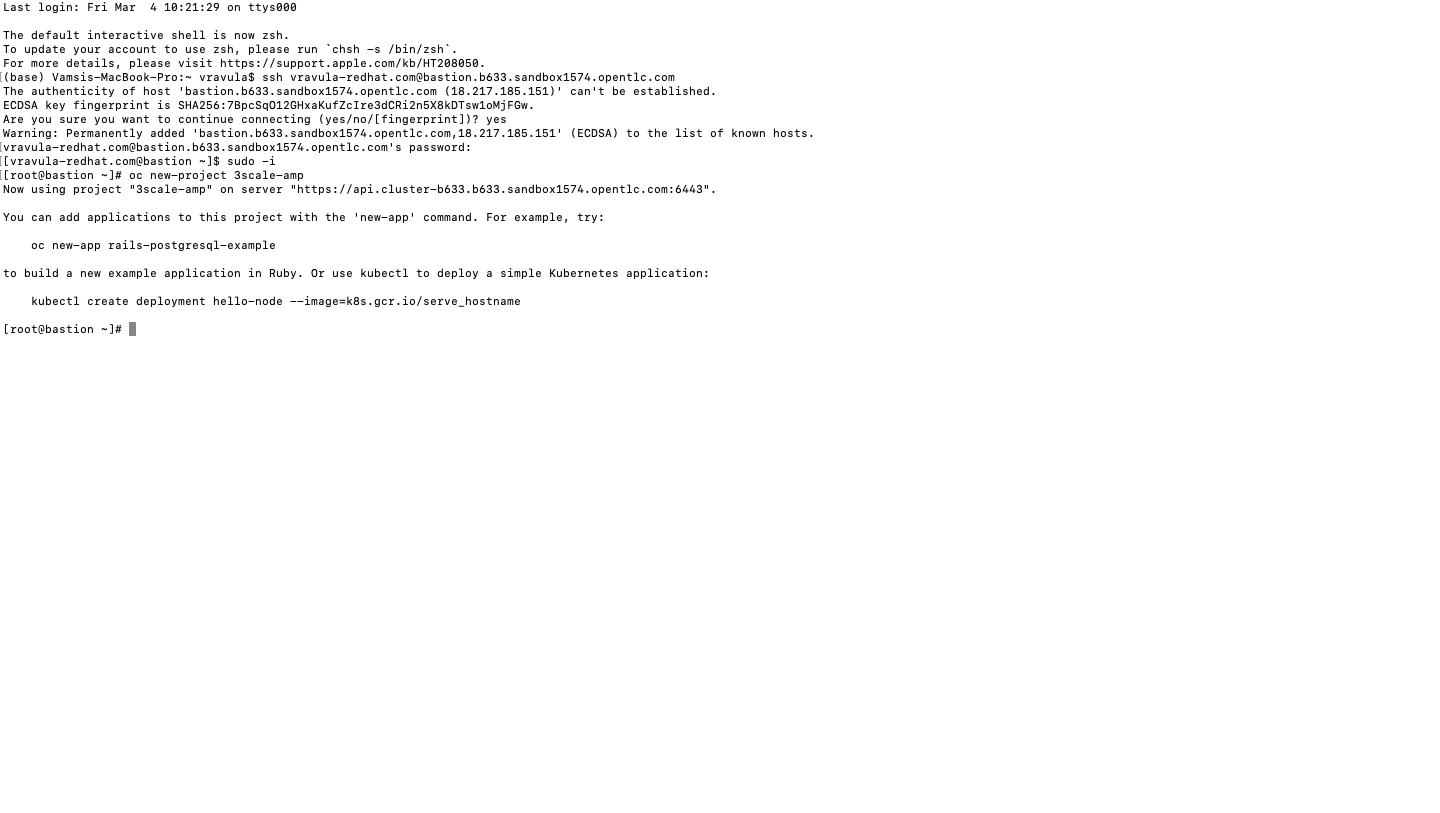 Last login: Fri Mar  4 10:21:29 on ttys000
The default interactive shell is now zsh.
To update your account to use zsh, please run `chsh -s /bin/zsh`.
For more details, please visit https://support.apple.com/kb/HT208050.
[(base) Vamsis-MacBook-Pro:~ vravula$ ssh vravula-redhat.com@bastion.b633.sandbox1574.opentlc.com
The authenticity of host 'bastion.b633.sandbox1574.opentlc.com (18.217.185.151)' can't be established.
ECDSA key fingerprint is SHA256:7BpcSqO12GHxaKufZcIre3dCRi2n5X8kDTsw1oMjFGw.
Are you sure you want to continue connecting (yes/no/[fingerprint])? yes
Warning: Permanently added 'bastion.b633.sandbox1574.opentlc.com,18.217.185.151' (ECDSA) to the list of known hosts.
[vravula-redhat.com@bastion.b633.sandbox1574.opentlc.com's password:
[[vravula-redhat.com@bastion ~]$ sudo -i
[[root@bastion ~]# oc new-project 3scale-amp
Now using project "3scale-amp" on server "https://api.cluster-b633.b633.sandbox1574.opentlc.com:6443".
You can add applications to this project with the 'new-app' command. For example, try:
    oc new-app rails-postgresql-example
to build a new example application in Ruby. Or use kubectl to deploy a simple Kubernetes application:
    kubectl create deployment hello-node --image=k8s.gcr.io/serve_hostname
[root@bastion ~]#